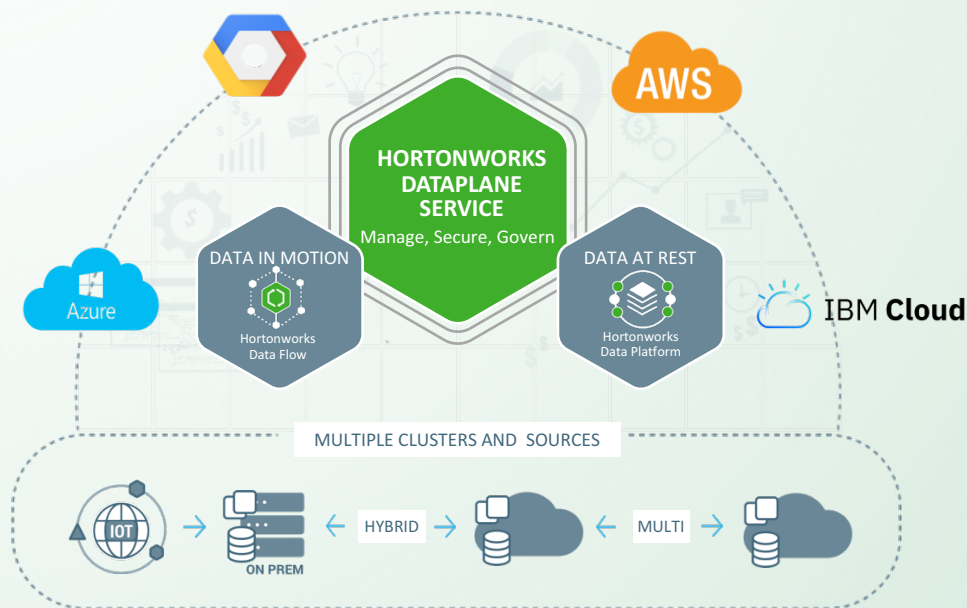 AWS
HORTONWORKS
DATAPLANE
SERVICE
Manage, Secure, Govern
DATA IN MOTION
Hortonworks
Data Flow
DATA AT REST
Hortonworks
Data Platform
Azure
IBM Cloud
MULTIPLE CLUSTERS AND SOURCES
IOT
ON PREM
HYBRID
MULTI